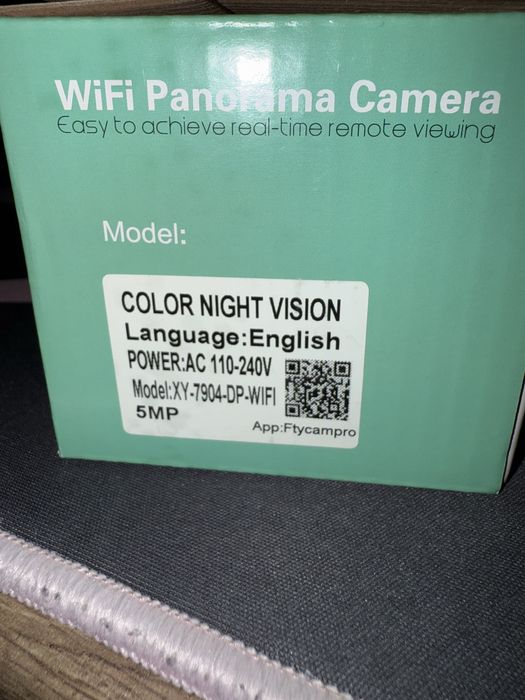 WiFi Panorama Camera
Easy to achieve real-time remote viewing
Model:
COLOR NIGHT VISION
Language:English
POWER:AC 110-240V
Model:XY-7904-DP-WIFI
5MP
App:Ftycampro